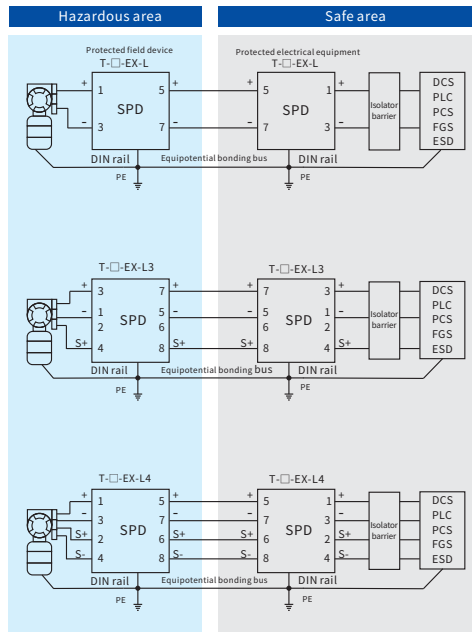 Hazardous area
Safe area
Protected field device
T-□-EX-L
Protected electrical equipment
T-□-EX-L
+ 1 5 + + 5 1 +
SPD
SPD
- 3 7 - - 7 3 -
Isolator
barrier
DCS
PLC
PCS
FGS
ESD
DIN rail
Equipotential bonding bus
DIN rail
PE
PE
T-□-EX-L3
T-□-EX-L3
+ 3 7 + + 7 3 +
- 1 5 - - 5 1 -
SPD
SPD
2 6 6 2
S+ 4 8 S+ S+ 8 4 S+
Isolator
barrier
DCS
PLC
PCS
FGS
ESD
DIN rail
Equipotential bonding bus
DIN rail
PE
PE
T-□-EX-L4
T-□-EX-L4
+ 1 5 + + 5 1 +
- 3 7 - - 7 3 -
SPD
SPD
S+ 2 6 S+ S+ 6 2 S+
S- 4 8 S- S- 8 4 S-
Isolator
barrier
DCS
PLC
PCS
FGS
ESD
DIN rail
Equipotential bonding bus
DIN rail
PE
PE